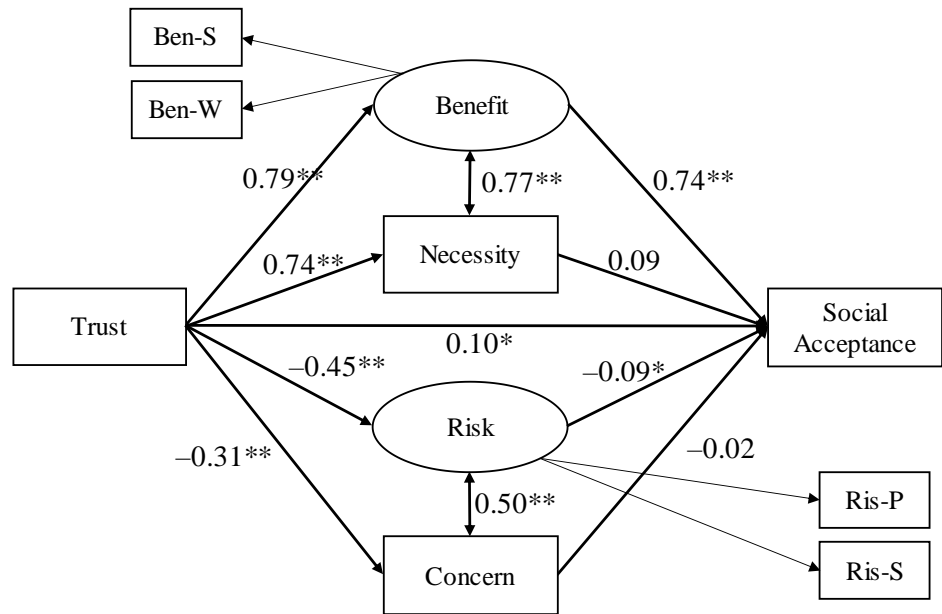 Ben-S
Ben-W
Benefit
0.79**
0.77**
0.74**
0.74**
Necessity
0.09
Trust
Social
Acceptance
0.10*
–0.45**
–0.09*
Risk
–0.31**
–0.02
0.50**
Ris-P
Concern
Ris-S